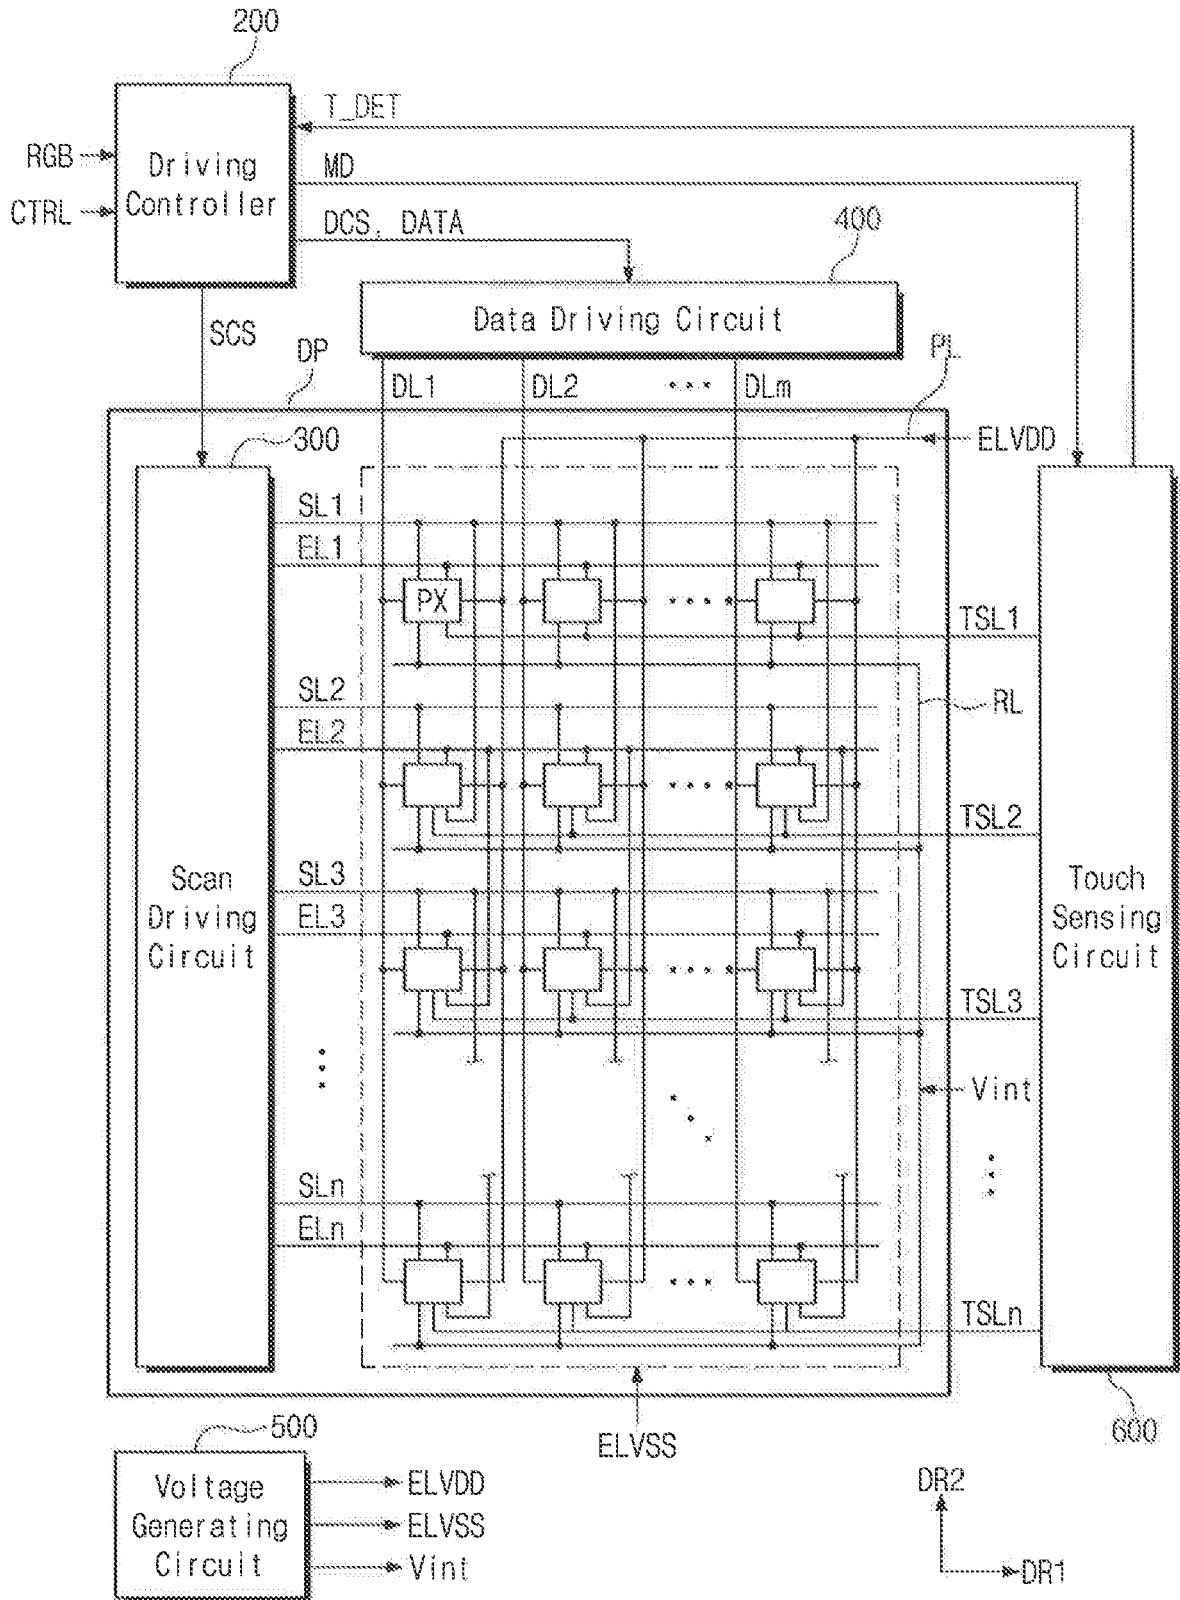 200
T_DET
RGB
Driving
Controller
MD
CTRL
DCS, DATA
400
Data Driving Circuit
SCS
DP
PL
DL1
DL2
DLm
300
ELVDD
SL1
EL1
PX
TSL1
SL2
RL
EL2
TSL2
SL3
EL3
Scan
Driving
Circuit
Touch
Sensing
Circuit
TSL3
Vint
SLn
ELn
TSLn
500
ELVSS
600
Voltage
Generating
Circuit
ELVDD
ELVSS
Vint
DR2
DR1